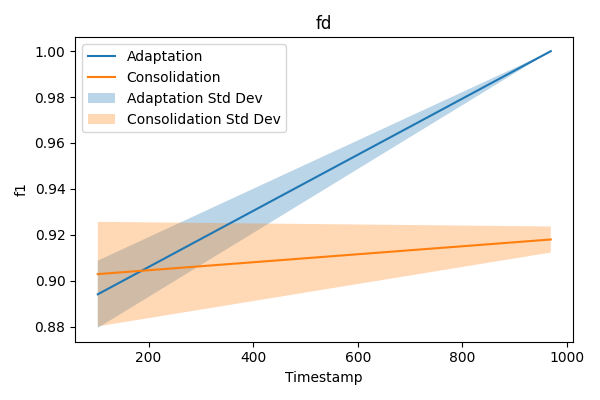 fd
Adaptation
Consolidation
Adaptation Std Dev
Consolidation Std Dev
1.00
0.98
0.96
0.94
0.92
0.90
0.88
f1
200 400 600 800 1000
Timestamp